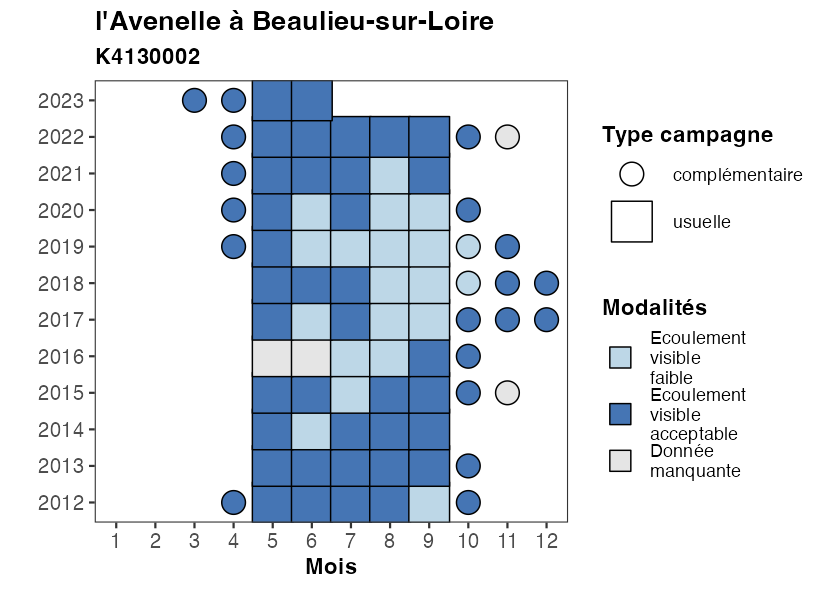 l'Avenelle à Beaulieu-sur-Loire
K4130002
2023
2022
2021
2020
2019
2018
2017
2016
2015
2014
2013
2012
1 2 3 4 5 6 7 8 9 10 11 12
Mois
Type campagne
complémentaire
usuelle
Modalités
Ecoulement
visible
faible
Ecoulement
visible
acceptable
Donnée
manquante